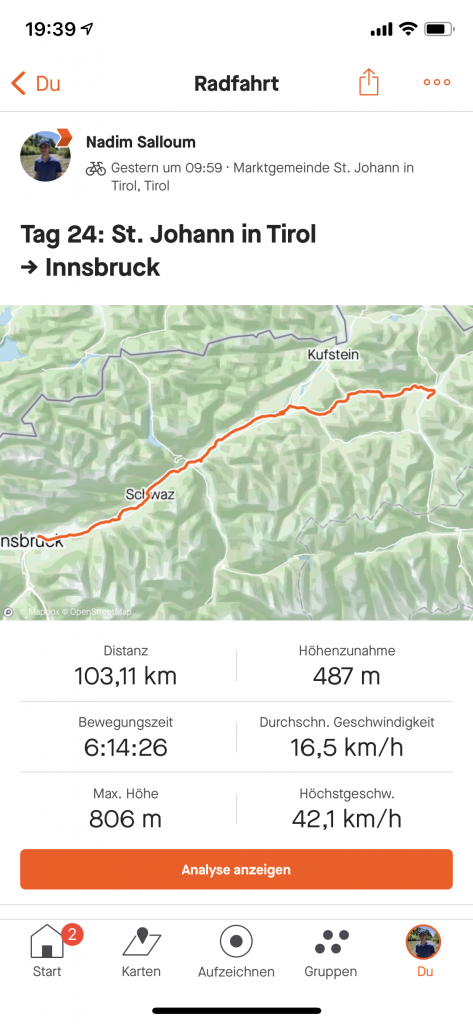 19:39
Du
Radfahrt
Nadim Salloum
Gestern um 09:59 · Marktgemeinde St. Johann in
Tirol, Tirol
Tag 24: St. Johann in Tirol
→ Innsbruck
Kufstein
Schwaz
nsbruck
© Mapbox © OpenStreetMap
Distanz
103,11 km
Höhenzunahme
487 m
Bewegungszeit
6:14:26
Durchschn. Geschwindigkeit
16,5 km/h
Max. Höhe
806 m
Höchstgeschw.
42,1 km/h
Analyse anzeigen
2
Start
Karten
Aufzeichnen
Gruppen
Du